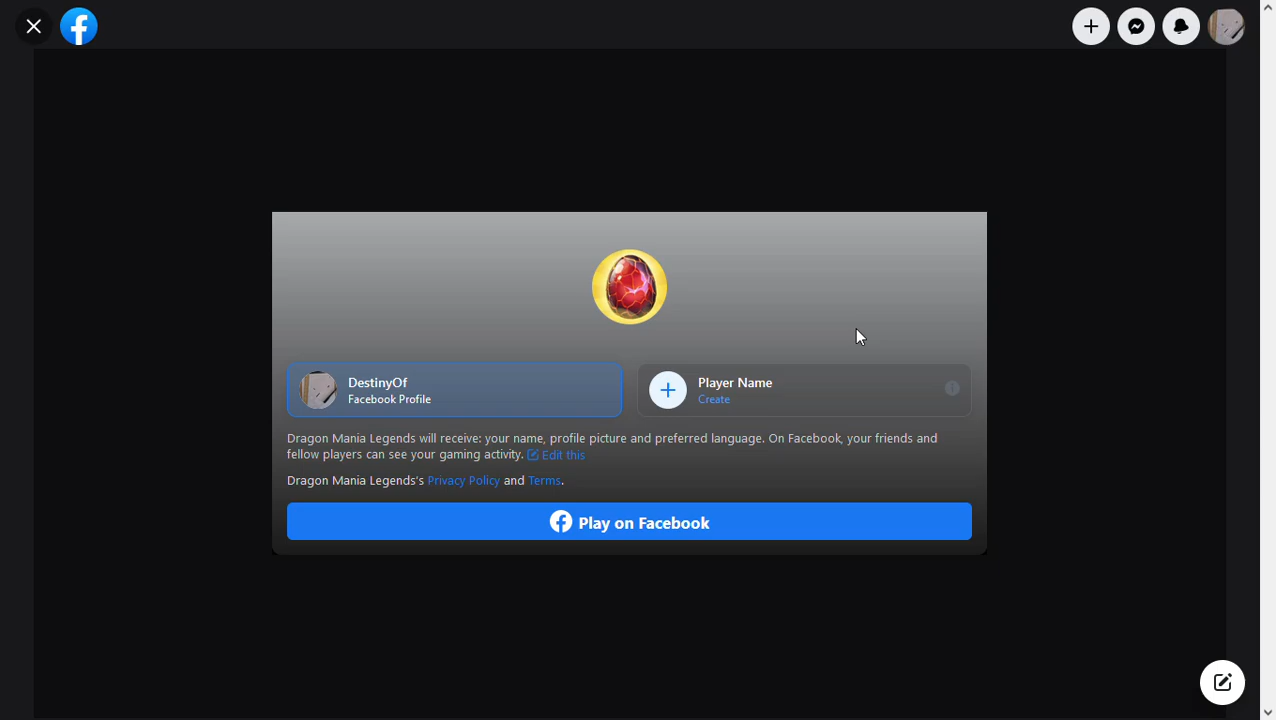 DestinyOf
Facebook Profile
Player Name
Create
Dragon Mania Legends will receive: your name, profile picture and preferred language. On Facebook, your friends and
fellow players can see your gaming activity. Edit this
Dragon Mania Legends's Privacy Policy and Terms.
Play on Facebook